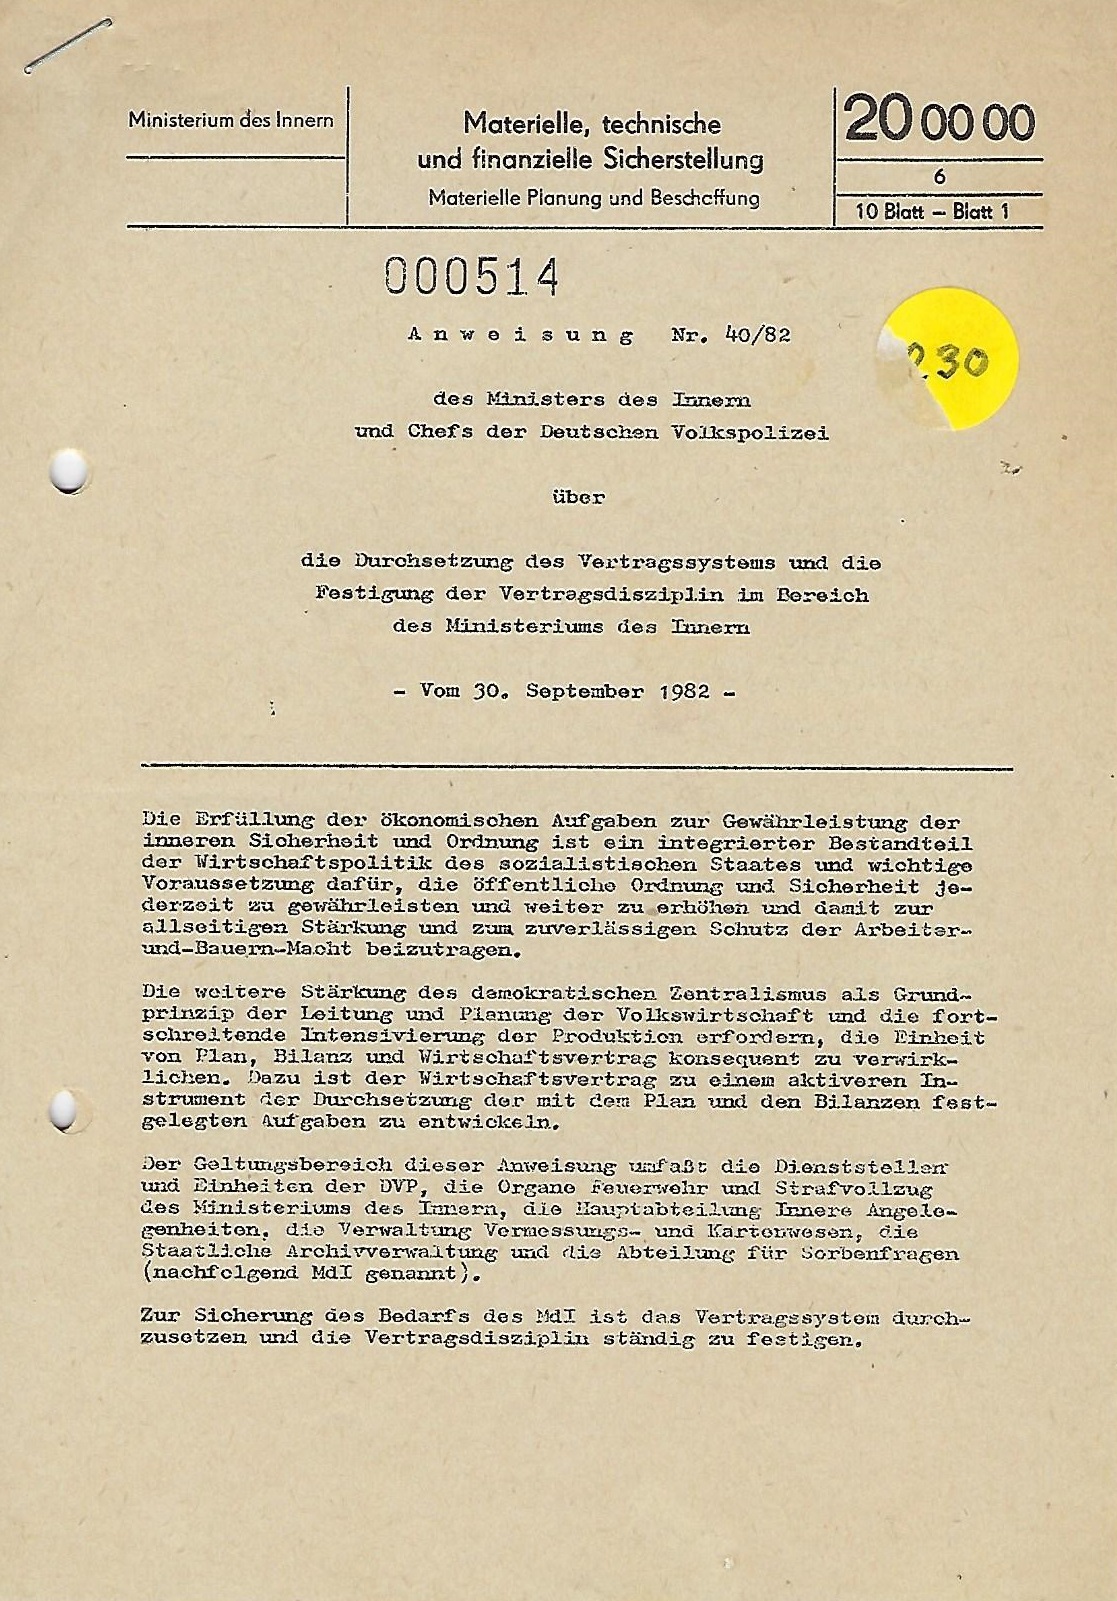 Ministerium des Innern
Materielle, technische
und finanzielle Sicherstellung
Materielle Planung und Beschaffung
20 00 00
6
10 Blatt – Blatt 1
000514
Anweisung Nr. 40/82
230
des Ministers des Innern
und Chefs der Deutschen Volkspolizei
über
die Durchsetzung des Vertragssystems und die
Festigung der Vertragsdisziplin im Bereich
des Ministeriums des Innern
- Vom 30. September 1982 -
Die Erfüllung der ökonomischen Aufgaben zur Gewährleistung der
inneren Sicherheit und Ordnung ist ein integrierter Bestandteil
der Wirtschaftspolitik des sozialistischen Staates und wichtige
Voraussetzung dafür, die öffentliche Ordnung und Sicherheit je-
derzeit zu gewährleisten und weiter zu erhöhen und damit zur
allseitigen Stärkung und zum zuverlässigen Schutz der Arbeiter-
und-Bauern-Macht beizutragen.
Die weitere Stärkung des demokratischen Zentralismus als Grund-
prinzip der Leitung und Planung der Volkswirtschaft und die fort-
schreitende Intensivierung der Produktion erfordern, die Einheit
von Plan, Bilanz und Wirtschaftsvertrag konsequent zu verwirk-
lichen. Dazu ist der Wirtschaftsvertrag zu einem aktiveren In-
strument der Durchsetzung der mit dem Plan und den Bilanzen fest-
gelegten Aufgaben zu entwickeln.
Der Geltungsbereich dieser Anweisung umfaßt die Dienststellen
und Einheiten der DVP, die Organe Feuerwehr und Strafvollzug
des Ministeriums des Innern, die Hauptabteilung Innere Angele-
genheiten, die Verwaltung Vermessungs- und Kartenwesen, die
Staatliche Archivverwaltung und die Abteilung für Sorbenfragen
(nachfolgend MdI genannt).
Zur Sicherung des Bedarfs des MdI ist das Vertragssystem durch-
zusetzen und die Vertragsdisziplin ständig zu festigen.